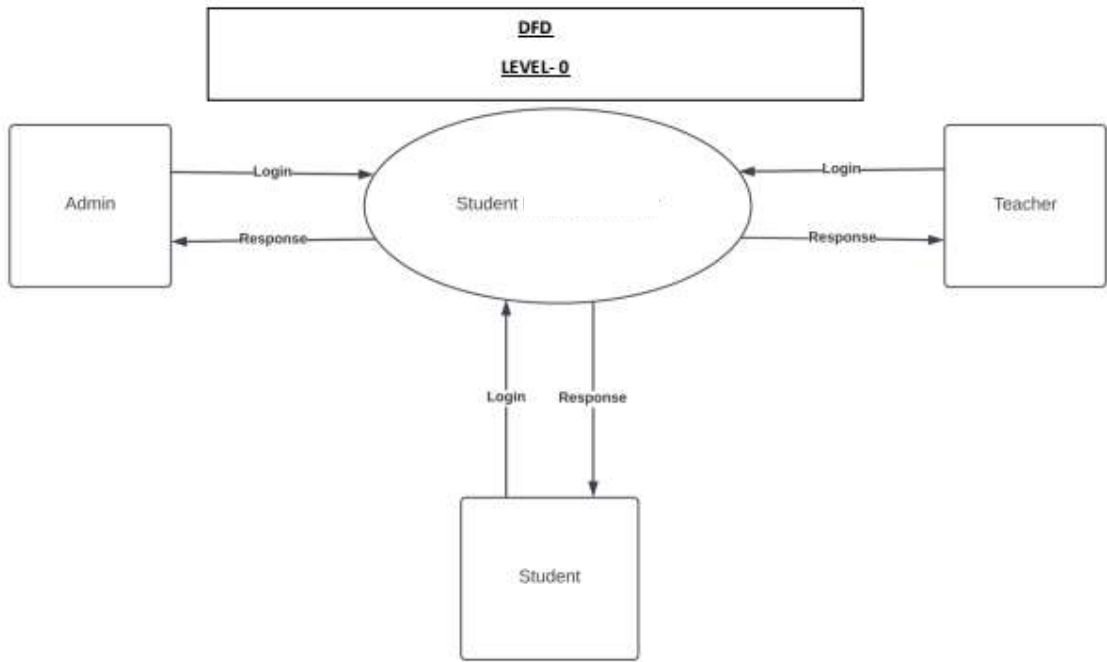 DFD
LEVEL- 0
Admin
Login
Response
Student
Login
Response
Teacher
Login
Response
Student